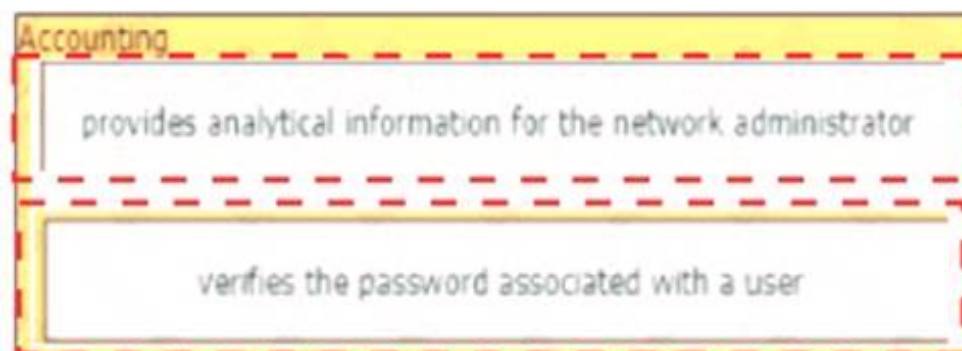 Accounting
provides analytical information for the network administrator
verifies the password associated with a user